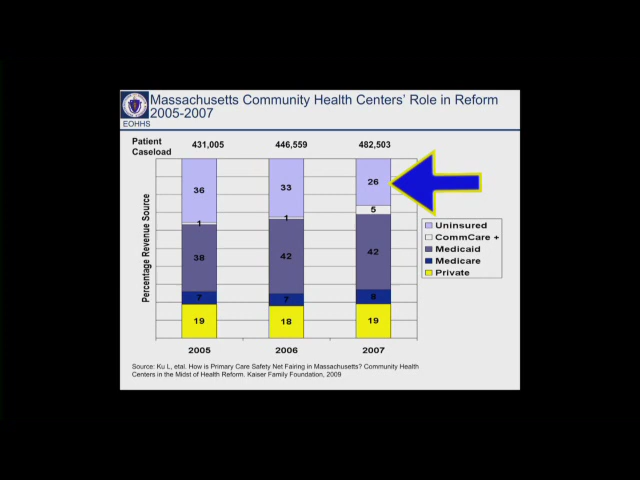 Massachusetts Community Health Centers' Role in Reform
2005-2007
EOHHS
Patient
Caseload
431,005 446,559 482,503
Percentage Revenue Source
36 33 26
1 1 5
38 42 42
7 7 8
19 18 19
2005 2006 2007
Uninsured
CommCare +
Medicaid
Medicare
Private
Source: Ku L, etal. How is Primary Care Safety Net Fairing in Massachusetts? Community Health
Centers in the Midst of Health Reform. Kaiser Family Foundation, 2009